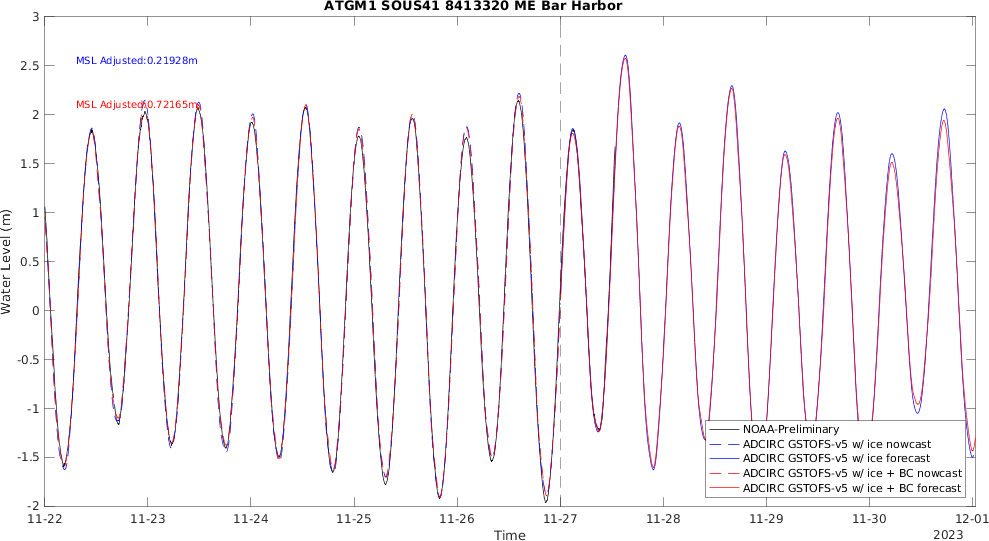 ATGM1 SOUS41 8413320 ME Bar Harbor
MSL Adjusted:0.21928m
MSL Adjusted:0.72165m
Water Level (m)
3
2.5
2
1.5
1
0.5
0
-0.5
-1
-1.5
-2
NOAA-Preliminary
ADCIRC GSTOFS-v5 w/ ice nowcast
ADCIRC GSTOFS-v5 w/ ice forecast
ADCIRC GSTOFS-v5 w/ ice + BC nowcast
ADCIRC GSTOFS-v5 w/ ice + BC forecast
11-22 11-23 11-24 11-25 11-26 11-27 11-28 11-29 11-30 12-01
Time
2023